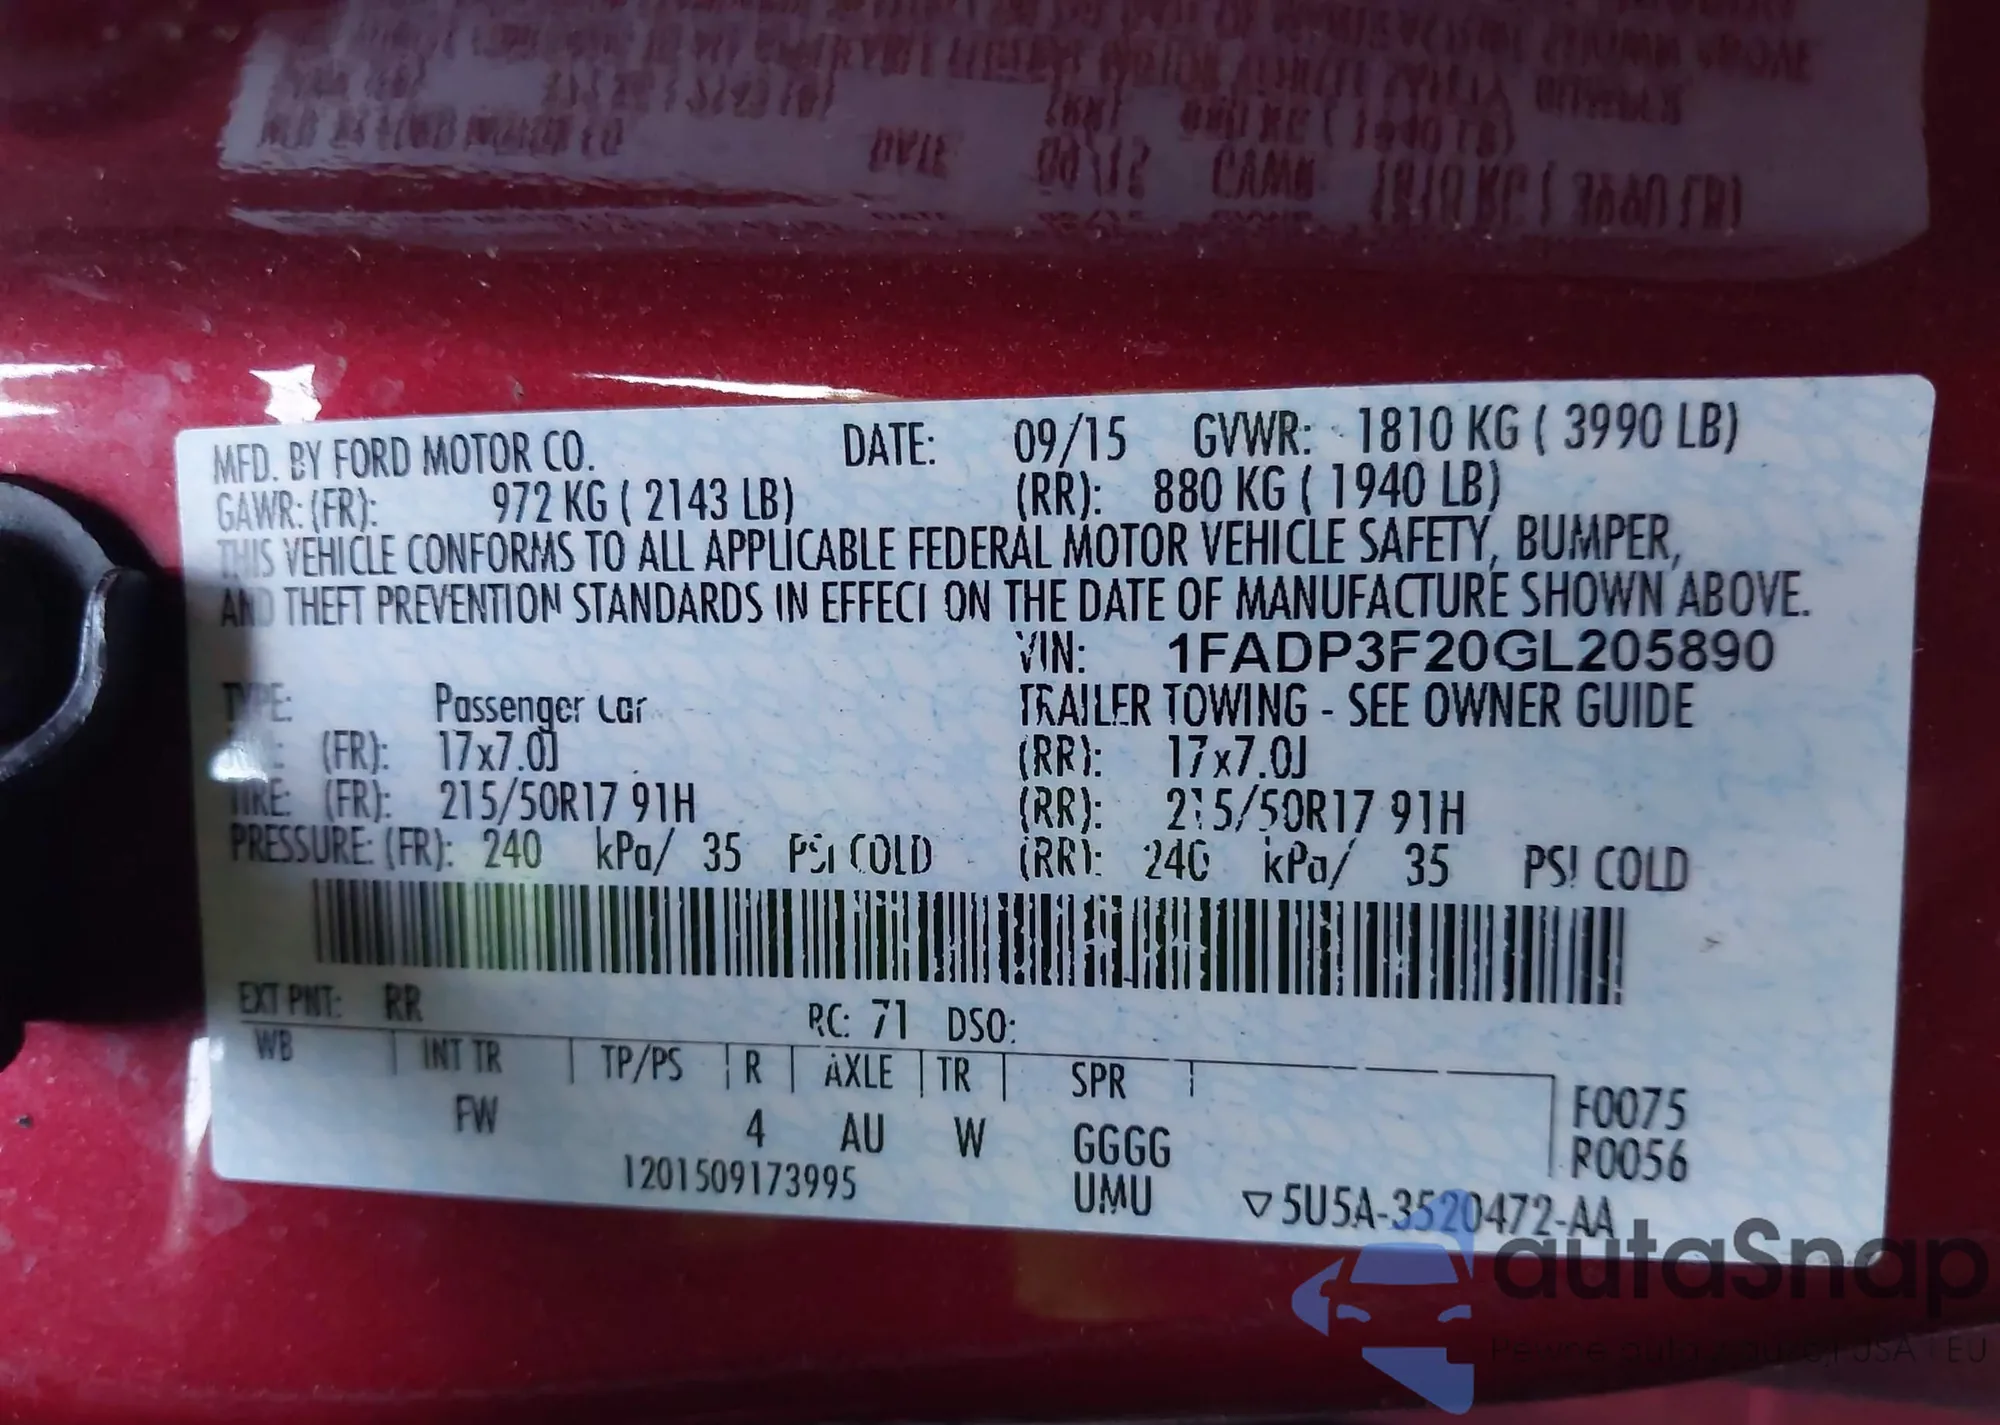 MFD. BY FORD MOTOR CO. DATE: 09/15 GVWR: 1810 KG ( 3990 LB)
GAWR: (FR): 972 KG ( 2143 LB) (RR): 880 KG ( 1940 LB)
THIS VEHICLE CONFORMS TO ALL APPLICABLE FEDERAL MOTOR VEHICLE SAFETY, BUMPER,
AND THEFT PREVENTION STANDARDS IN EFFECT ON THE DATE OF MANUFACTURE SHOWN ABOVE.
VIN: 1FADP3F20GL205890
TYPE: Passenger Car TRAILER TOWING - SEE OWNER GUIDE
(FR): 17x7.0J (RR): 17x7.0J
TIRE: (FR): 215/50R17 91H (RR): 215/50R17 91H
PRESSURE: (FR): 240 kPa/ 35 PSI COLD (RR): 240 kPa/ 35 PSI COLD
EXT PNT: RR RC: 71 DSO:
WB INT TR TP/PS R AXLE TR SPR
FW 4 AU W GGGG
F0075
R0056
1201509173995 UMU ▽5U5A-3520472-AA
autaSnap